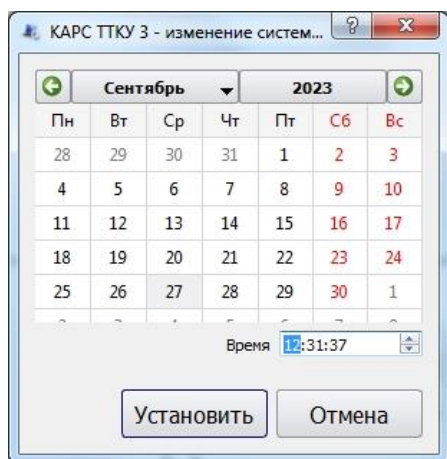 КАРС ТТКУ 3 - изменение систем...
?
Сентябрь 2023
Пн Вт Ср Чт Пт Сб Вс
28 29 30 31 1 2 3
4 5 6 7 8 9 10
11 12 13 14 15 16 17
18 19 20 21 22 23 24
25 26 27 28 29 30 1
Время 12:31:37
Установить Отмена